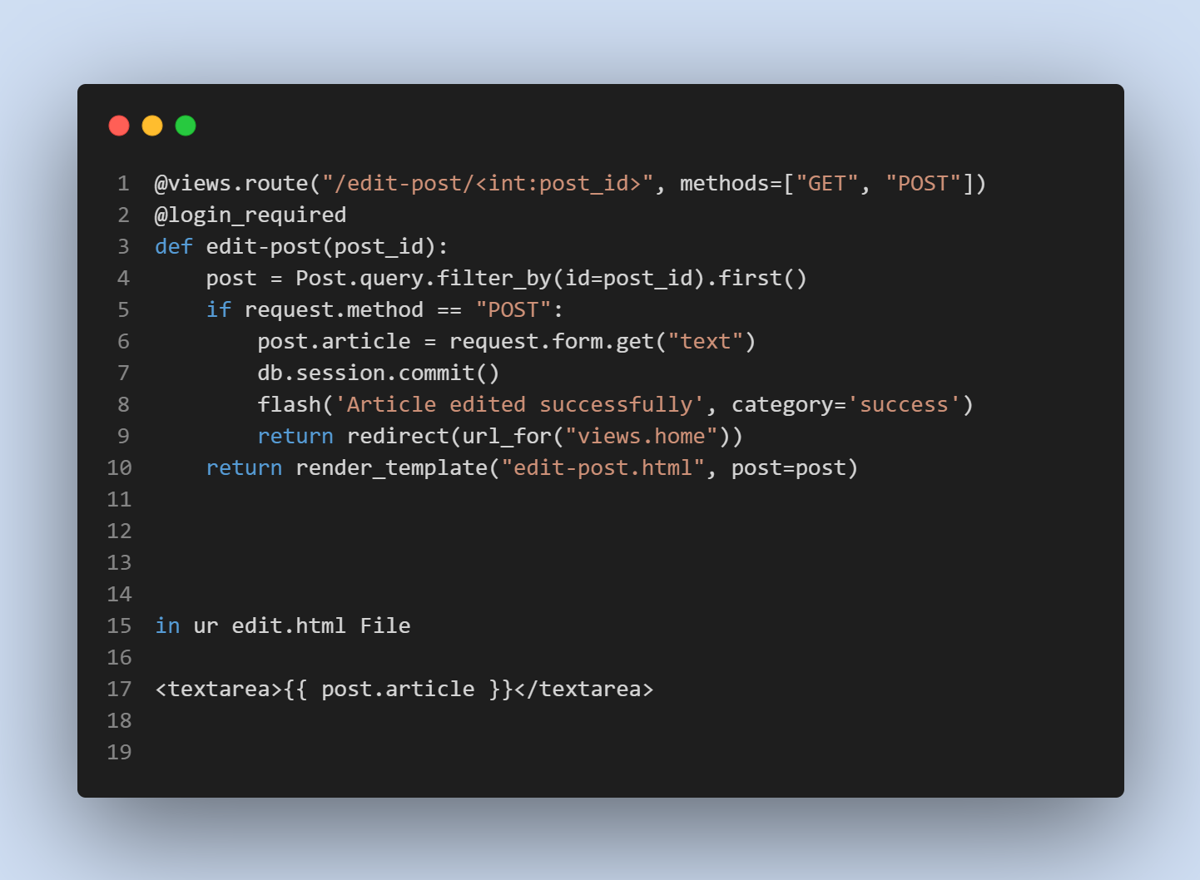 1 @views.route("/edit-post/<int:post_id>", methods=["GET", "POST"])
2 @login_required
3 def edit-post(post_id):
4     post = Post.query.filter_by(id=post_id).first()
5     if request.method == "POST":
6         post.article = request.form.get("text")
7         db.session.commit()
8         flash('Article edited successfully', category='success')
9         return redirect(url_for("views.home"))
10     return render_template("edit-post.html", post=post)
11
12
13
14
15 in ur edit.html File
16
17 <textarea>{{ post.article }}</textarea>
18
19